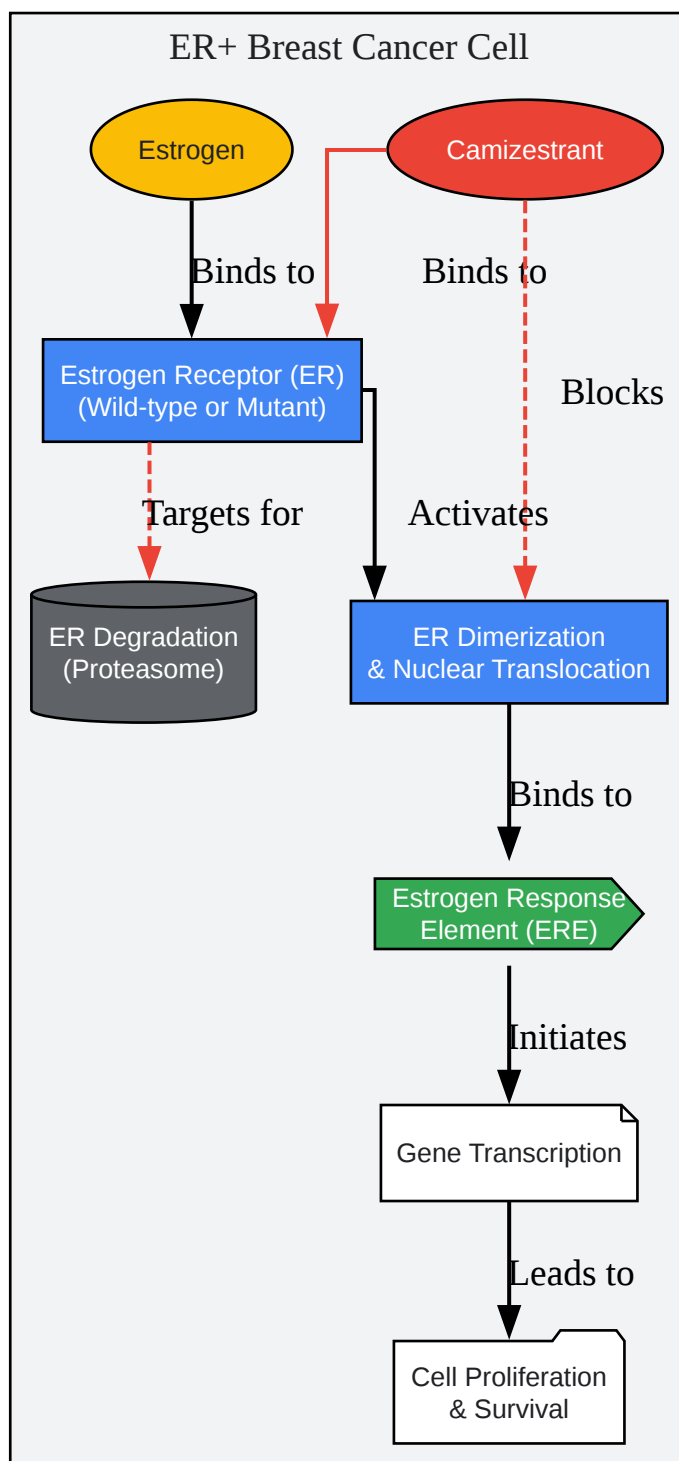 ER+ Breast Cancer Cell
Estrogen
Camizestrant
Binds to
Binds to
Estrogen Receptor (ER)
(Wild-type or Mutant)
Blocks
Targets for
Activates
ER Degradation
(Proteasome)
ER Dimerization
& Nuclear Translocation
Binds to
Estrogen Response
Element (ERE)
Initiates
Gene Transcription
Leads to
Cell Proliferation
& Survival